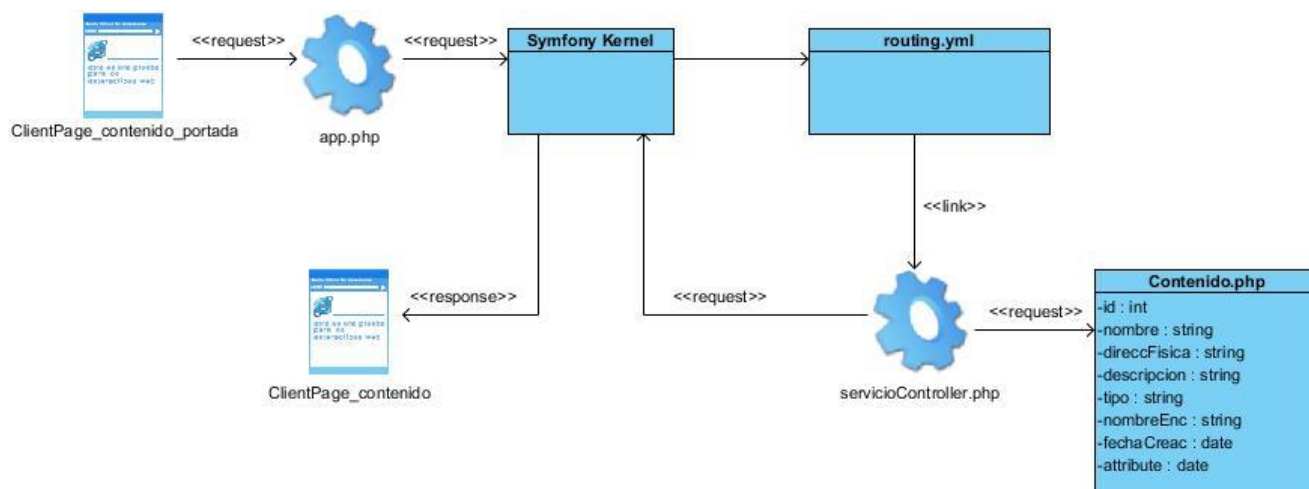 <<request>>
<<request>>
Symfony Kernel
routing.yml
ClientPage_contenido_portada
app.php
<<link>>
<<response>>
<<request>>
<<request>>
ClientPage_contenido
servicioController.php
Contenido.php
-id : int
-nombre : string
-direccFisica : string
-descripcion : string
-tipo : string
-nombreEnc : string
-fechaCreac : date
-attribute : date